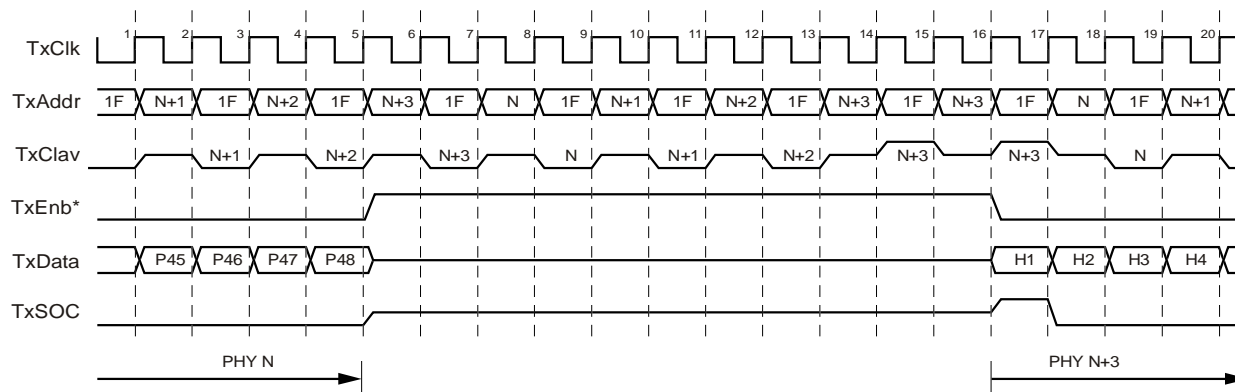 1 2 3 4 5 6 7 8 9 10 11 12 13 14 15 16 17 18 19 20
TxClk
TxAddr 1F N+1 1F N+2 1F N+3 1F N 1F N+1 1F N+2 1F N+3 1F N+3 1F N 1F N+1
TxClav N+1 N+2 N+3 N N+1 N+2 N+3 N+3 N
TxEnb*
TxData P45 P46 P47 P48 H1 H2 H3 H4
TxSOC
PHY N PHY N+3